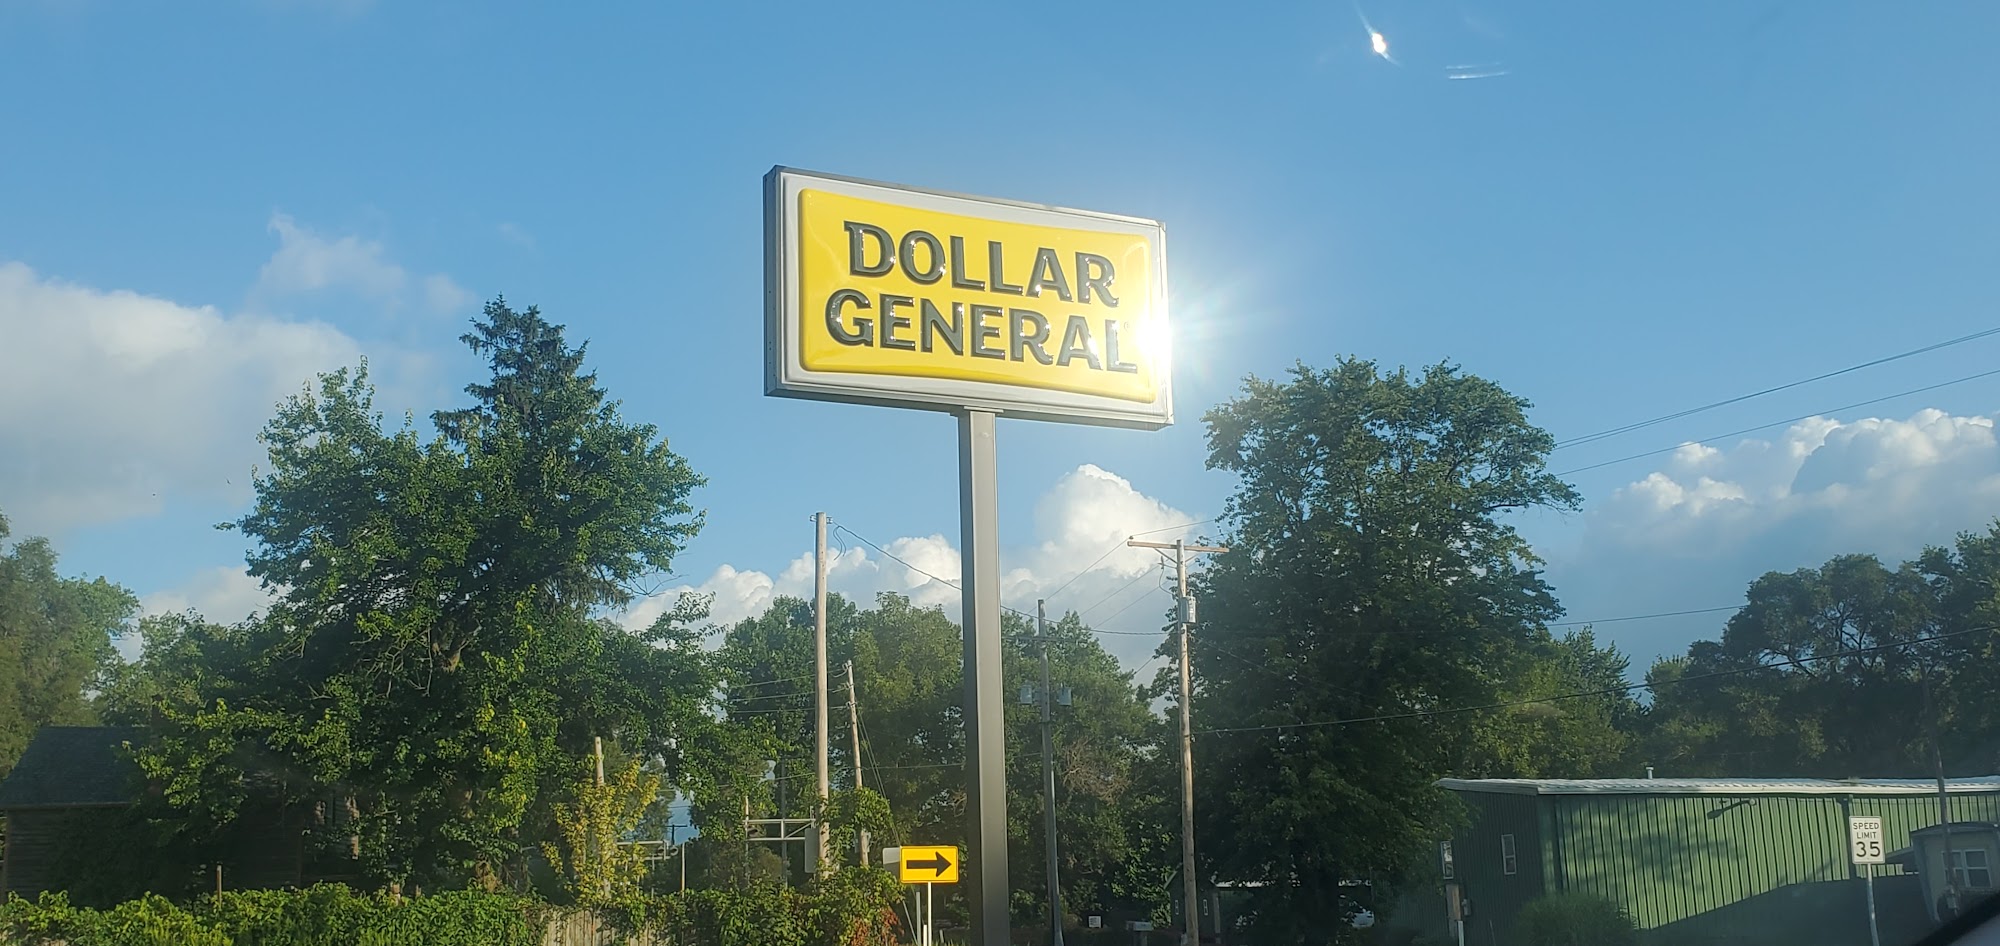 DOLLAR
GENERAL
SPEED
LIMIT
35